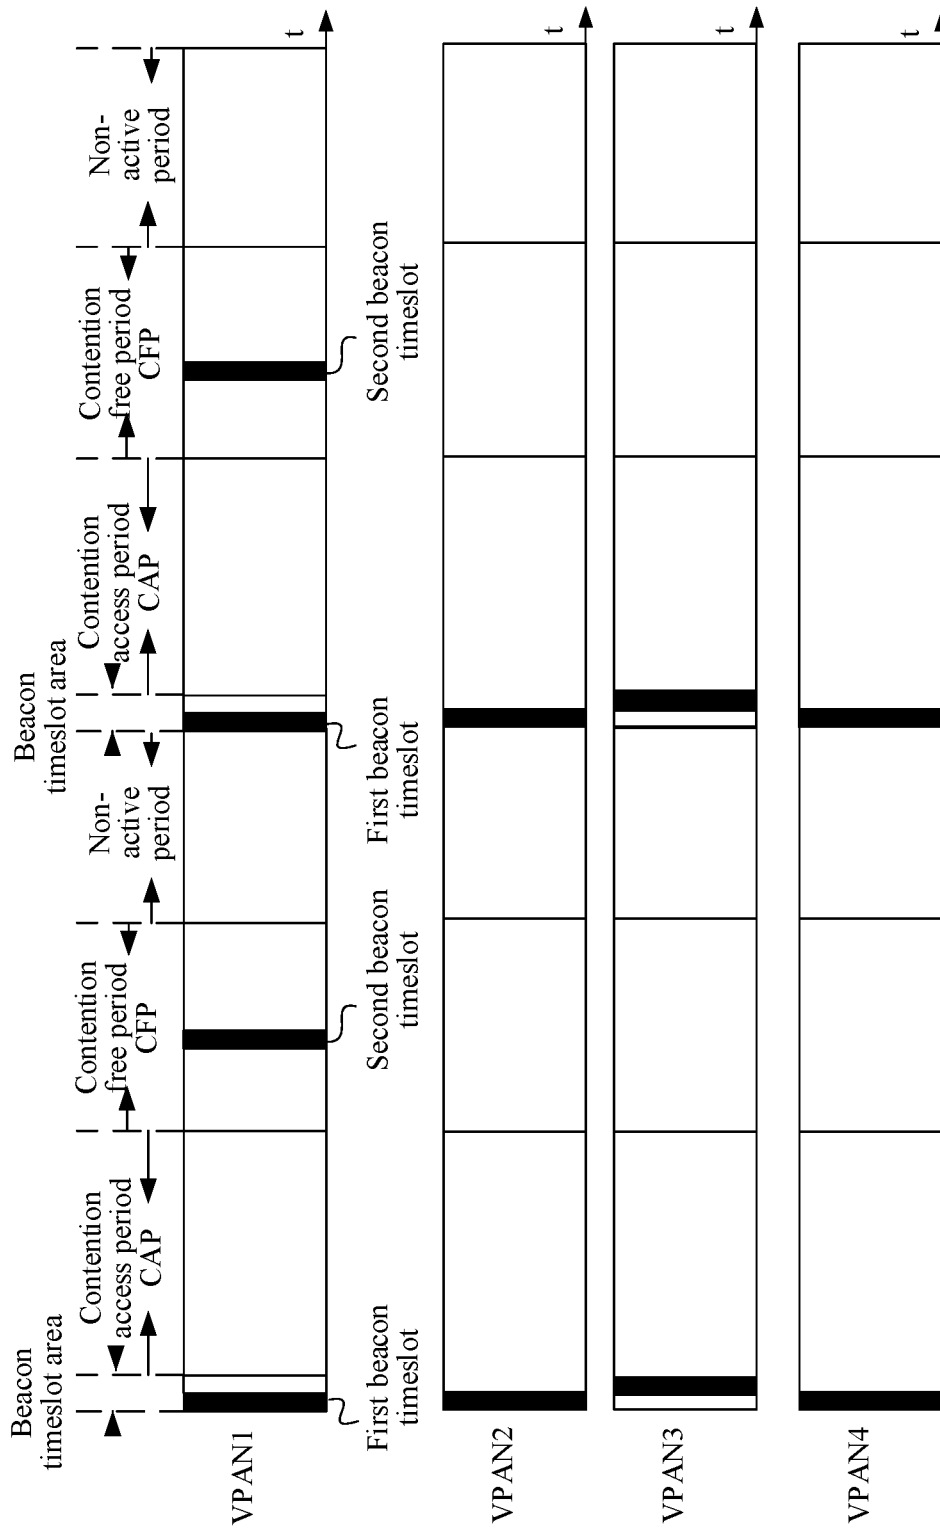 Beacon
timeslot area
Contention
access period
CAP
Contention
free period
CFP
Non-
active
period
Beacon
timeslot area
Contention
access period
CAP
Contention
free period
CFP
Non-
active
period
VPAN1
t
First beacon
timeslot
Second beacon
timeslot
First beacon
timeslot
Second beacon
timeslot
VPAN2
t
VPAN3
t
VPAN4
t